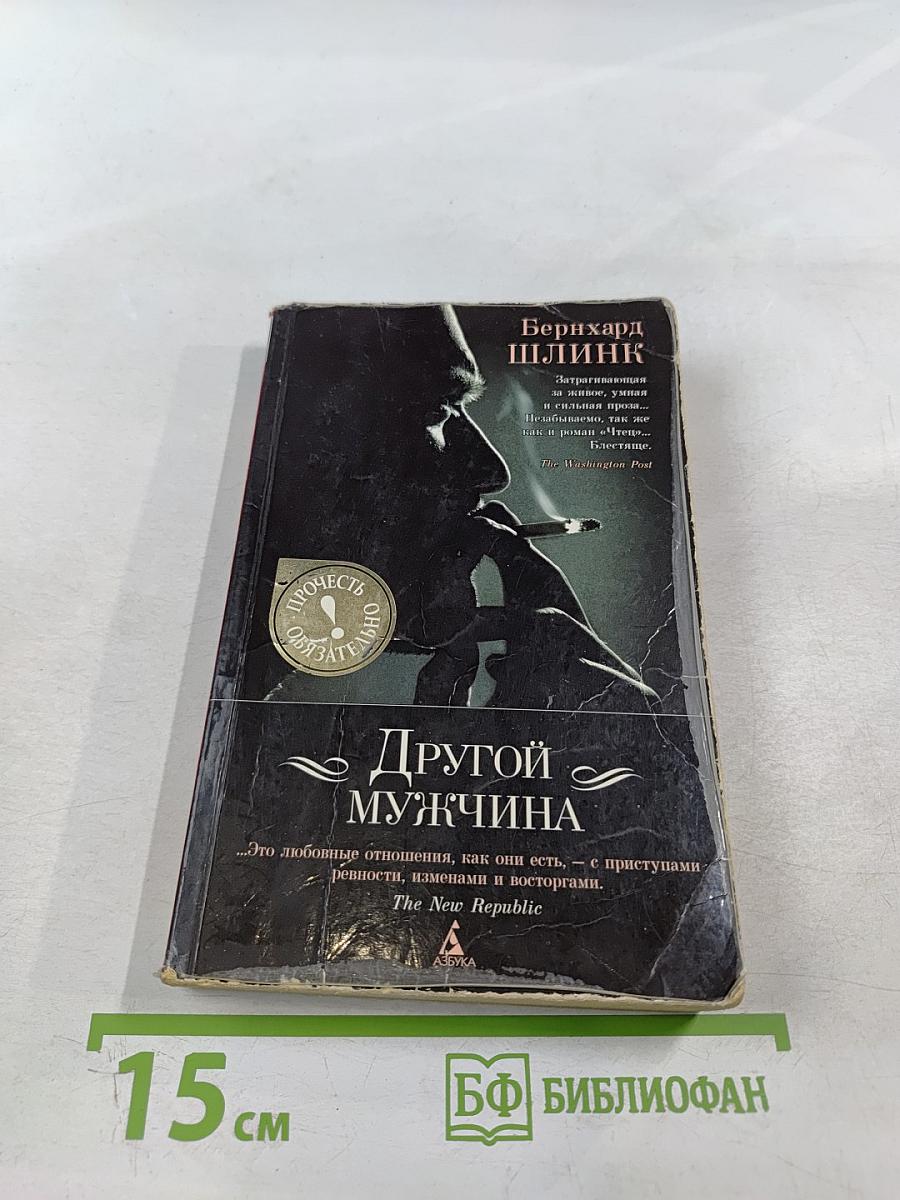 Бернхард
ШЛИНК
Затрагивающая
за живое, умная
и сильная проза...
Незабываемо, так же
как и роман «Чтец»...
Блестяще.
The Washington Post
ПРОЧЕСТЬ
!
ОБЯЗАТЕЛЬНО
ДРУГОЙ
МУЖЧИНА
...Это любовные отношения, как они есть, — с приступами
ревности, изменами и восторгами.
The New Republic
АЗБУКА
15 см
БФ БИБЛИОФАН